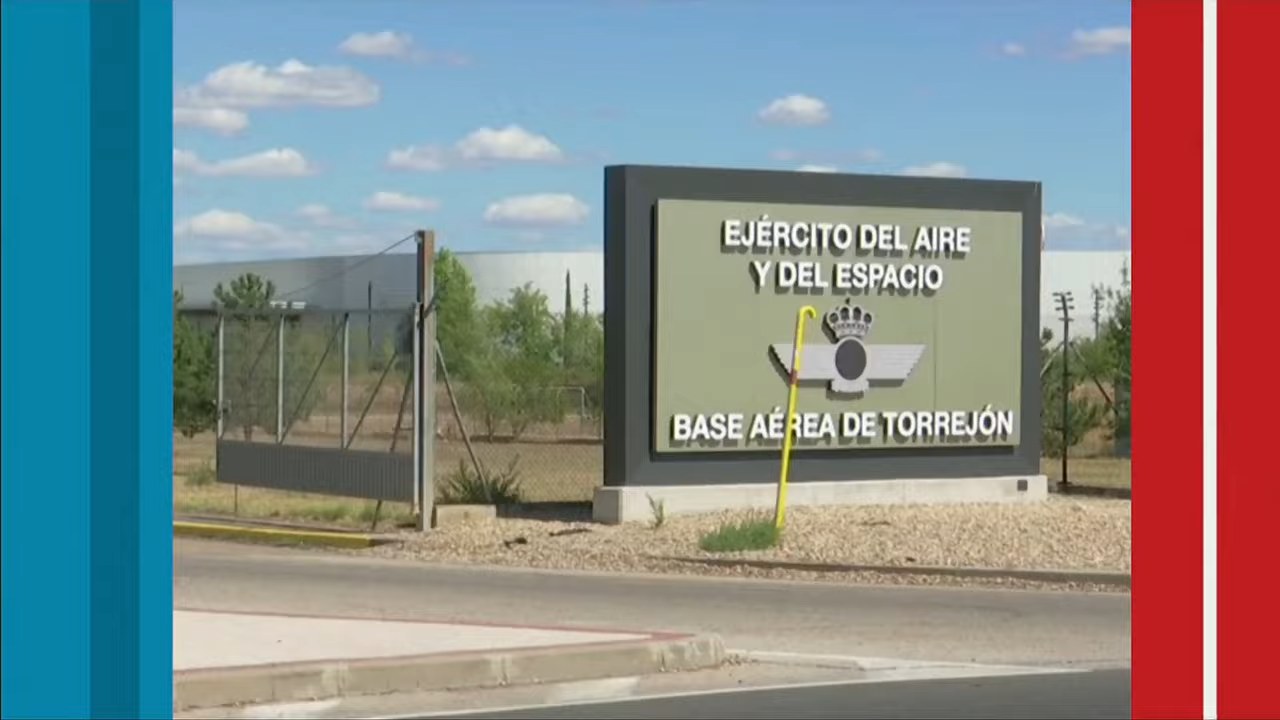 EJÉRCITO DEL AIRE
Y DEL ESPACIO
BASE AÉREA DE TORREJÓN